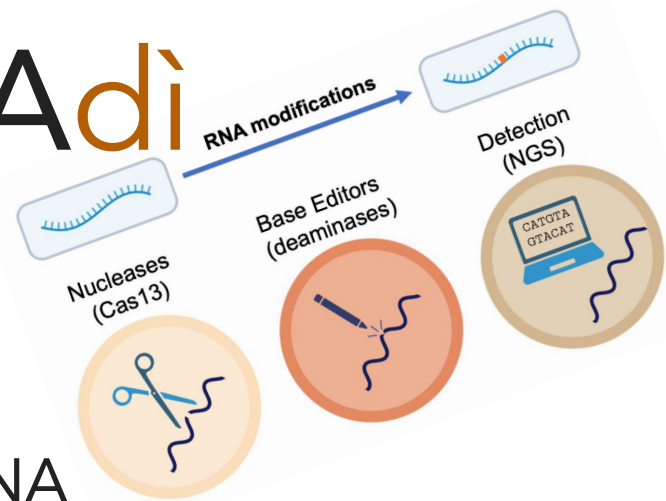 Adì
RNA modifications
Detection
(NGS)
CATGTA
GTACAT
Base Editors
(deaminases)
Nucleases
(Cas13)
NA